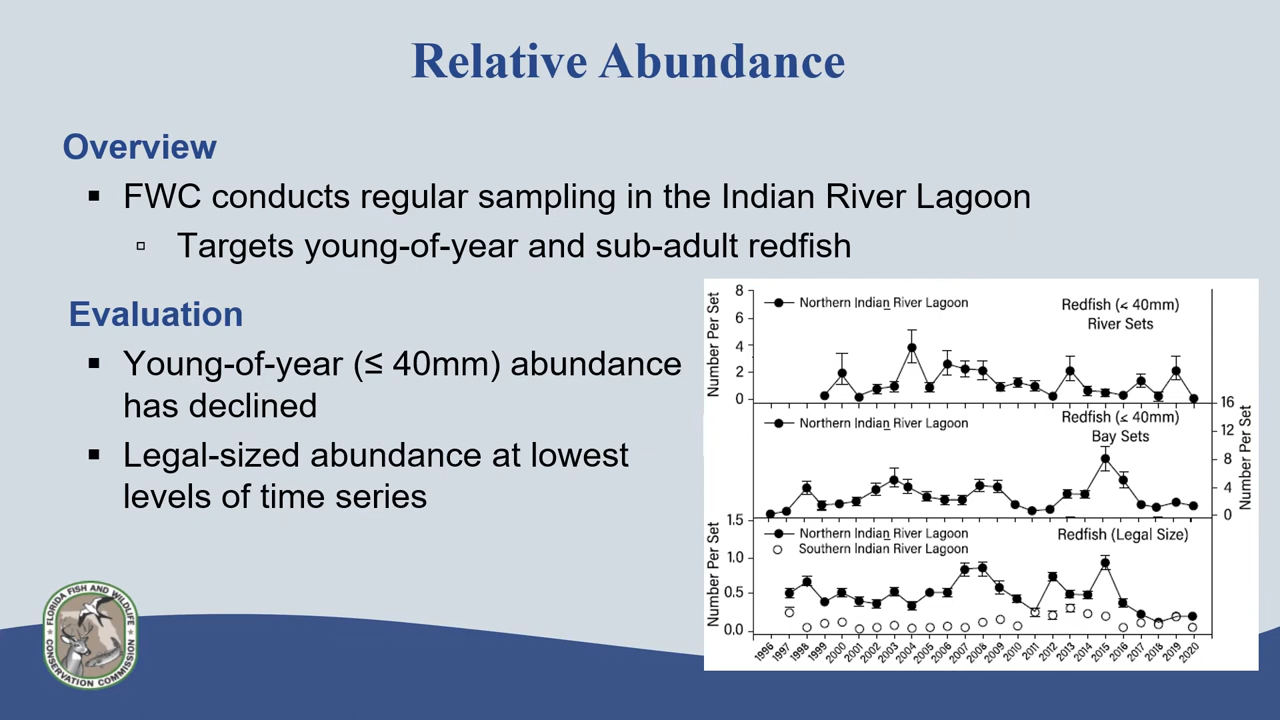 Relative Abundance
Overview
▪ FWC conducts regular sampling in the Indian River Lagoon
▫ Targets young-of-year and sub-adult redfish
Evaluation
▪ Young-of-year (≤ 40mm) abundance
has declined
▪ Legal-sized abundance at lowest
levels of time series
Number Per Set
8
6
4
2
0
Northern Indian River Lagoon
Redfish (≤ 40mm)
River Sets
Northern Indian River Lagoon
Redfish (≤ 40mm)
Bay Sets
16
12
8
4
0
Number Per Set
Number Per Set
1.5
1.0
0.5
0.0
Northern Indian River Lagoon
Southern Indian River Lagoon
Redfish (Legal Size)
1996 1997 1998 1999 2000 2001 2002 2003 2004 2005 2006 2007 2008 2009 2010 2011 2012 2013 2014 2015 2016 2017 2018 2019 2020
FLORIDA FISH AND WILDLIFE
CONSERVATION COMMISSION